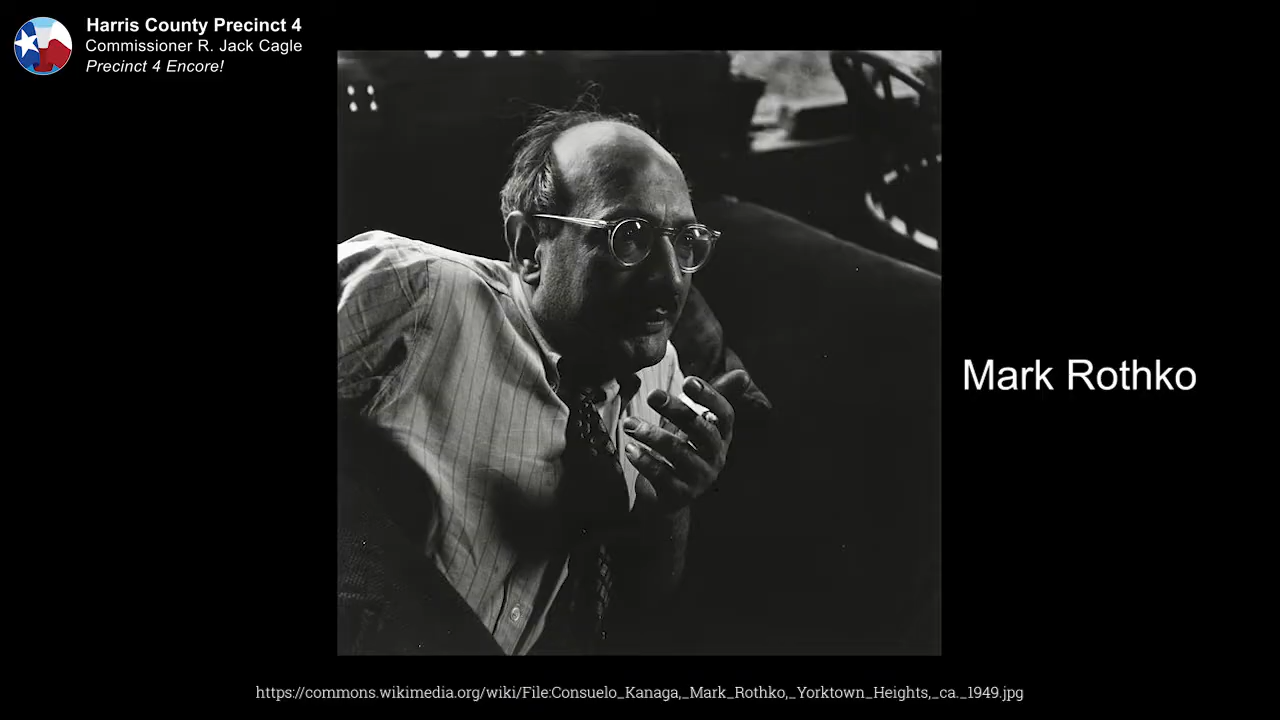 Harris County Precinct 4
Commissioner R. Jack Cagle
Precinct 4 Encore!
Mark Rothko
https://commons.wikimedia.org/wiki/File:Consuelo_Kanaga,_Mark_Rothko,_Yorktown_Heights,_ca._1949.jpg